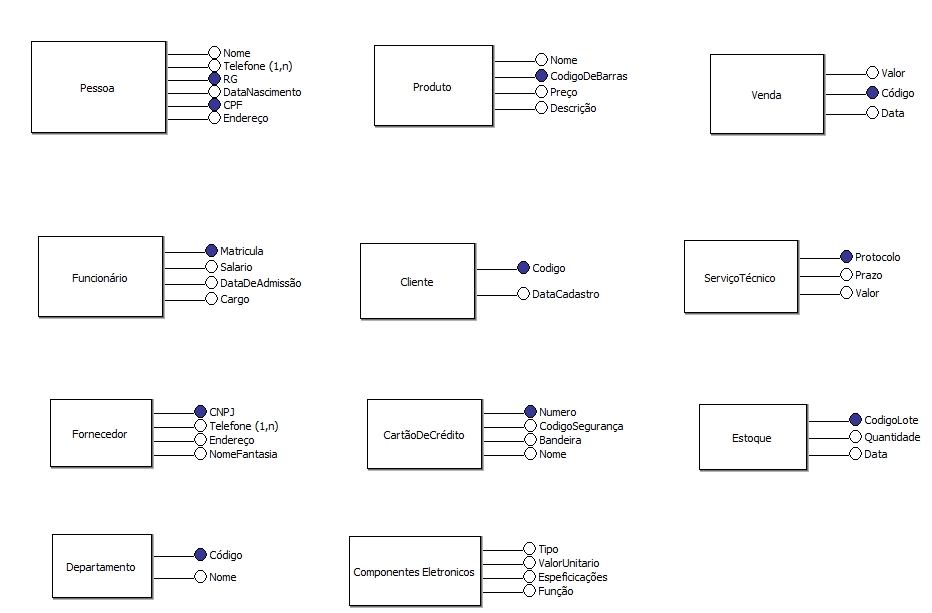 Pessoa
Nome
Telefone (1,n)
RG
DataNascimento
CPF
Endereço
Produto
Nome
CodigoDeBarras
Preço
Descrição
Venda
Valor
Código
Data
Funcionário
Matricula
Salario
DataDeAdmissão
Cargo
Cliente
Codigo
DataCadastro
ServiçoTécnico
Protocolo
Prazo
Valor
Fornecedor
CNPJ
Telefone (1,n)
Endereço
NomeFantasia
CartãoDeCrédito
Numero
CodigoSegurança
Bandeira
Nome
Estoque
CodigoLote
Quantidade
Data
Departamento
Código
Nome
Componentes Eletronicos
Tipo
ValorUnitario
Espeficicações
Função